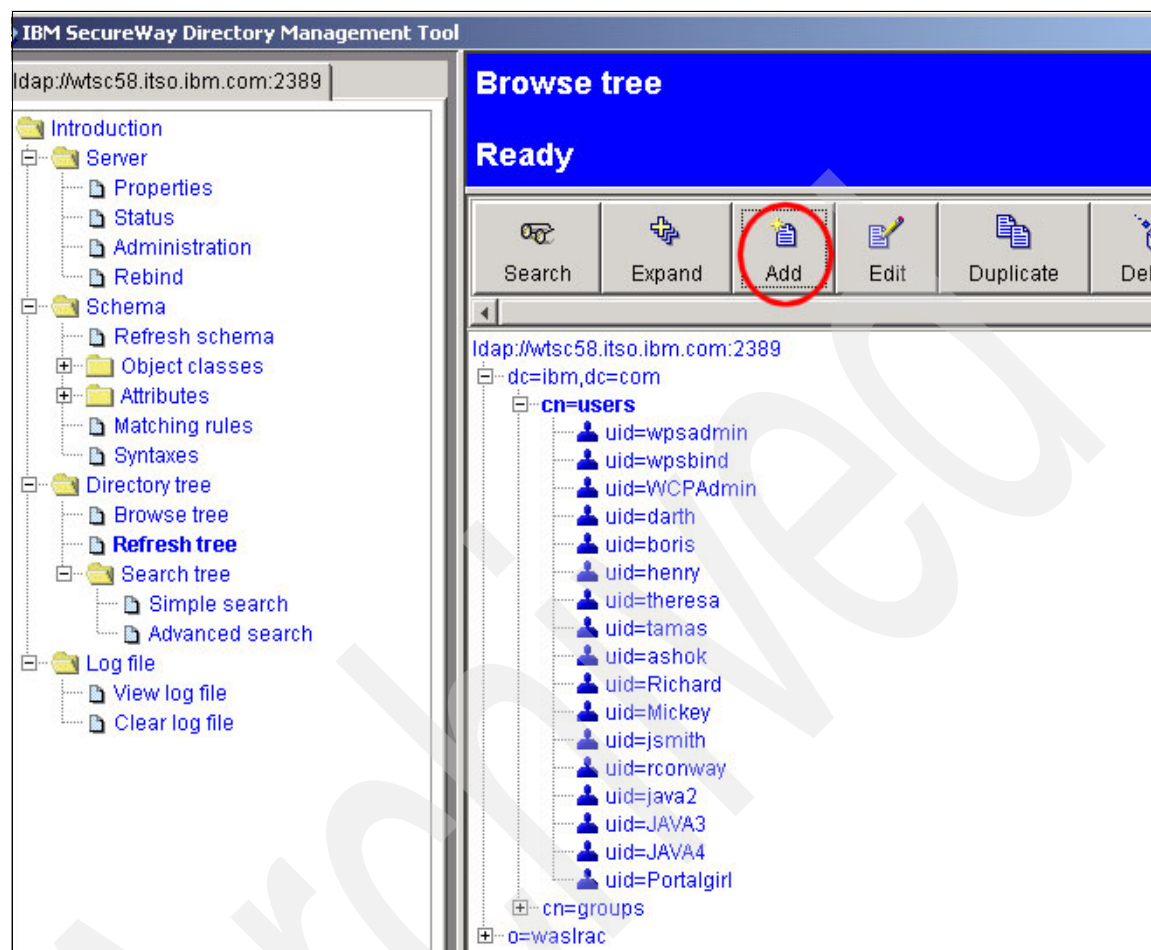 IBM SecureWay Directory Management Tool
ldap://wtsc58.itso.ibm.com:2389
Introduction
Server
Properties
Status
Administration
Rebind
Schema
Refresh schema
Object classes
Attributes
Matching rules
Syntaxes
Directory tree
Browse tree
Refresh tree
Search tree
Simple search
Advanced search
Log file
View log file
Clear log file
Browse tree
Ready
Search Expand Add Edit Duplicate Del
ldap://wtsc58.itso.ibm.com:2389
dc=ibm,dc=com
cn=users
uid=wpsadmin
uid=wpsbind
uid=WCPAdmin
uid=darth
uid=boris
uid=henry
uid=theresa
uid=tamas
uid=ashok
uid=Richard
uid=Mickey
uid=jsmith
uid=rconway
uid=java2
uid=JAVA3
uid=JAVA4
uid=Portalgirl
cn=groups
o=waslrac
Archived